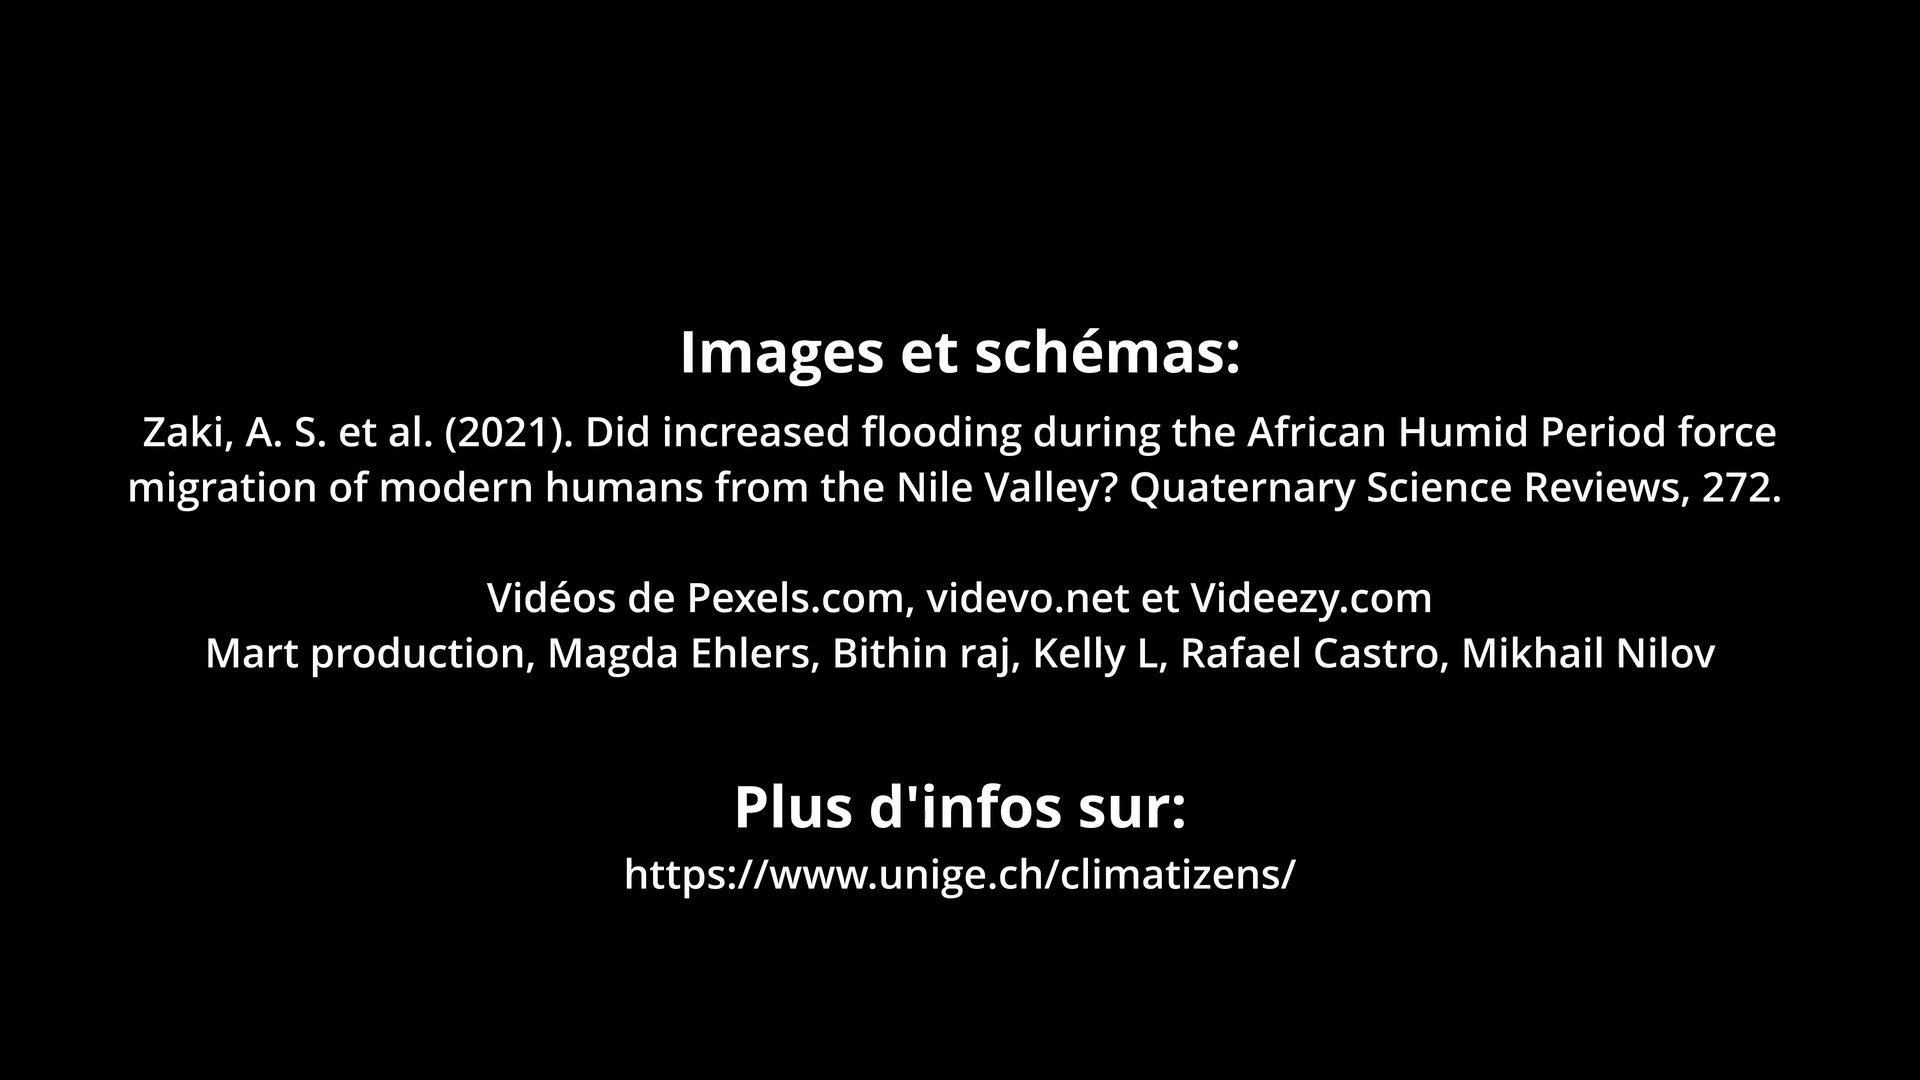 Images et schémas:
Zaki, A. S. et al. (2021). Did increased flooding during the African Humid Period force
migration of modern humans from the Nile Valley? Quaternary Science Reviews, 272.
Vidéos de Pexels.com, videvo.net et Videezy.com
Mart production, Magda Ehlers, Bithin raj, Kelly L, Rafael Castro, Mikhail Nilov
Plus d'infos sur:
https://www.unige.ch/climatizens/